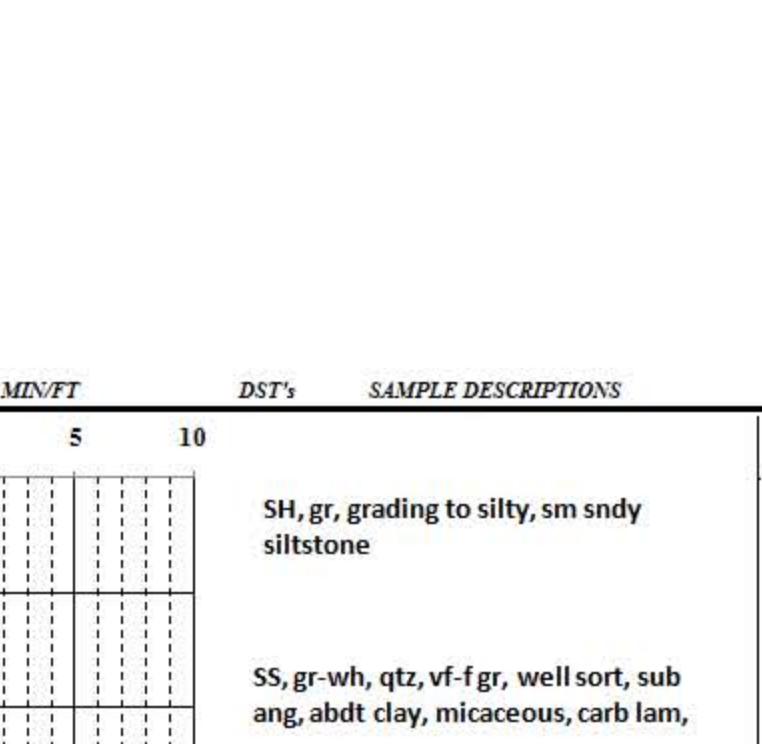 MIN/FT DST's SAMPLE DESCRIPTIONS
5 10
SH, gr, grading to silty, sm sndy
siltstone
SS, gr-wh, qtz, vf-f gr, well sort, sub
ang, abdt clay, micaceous, carb lam,